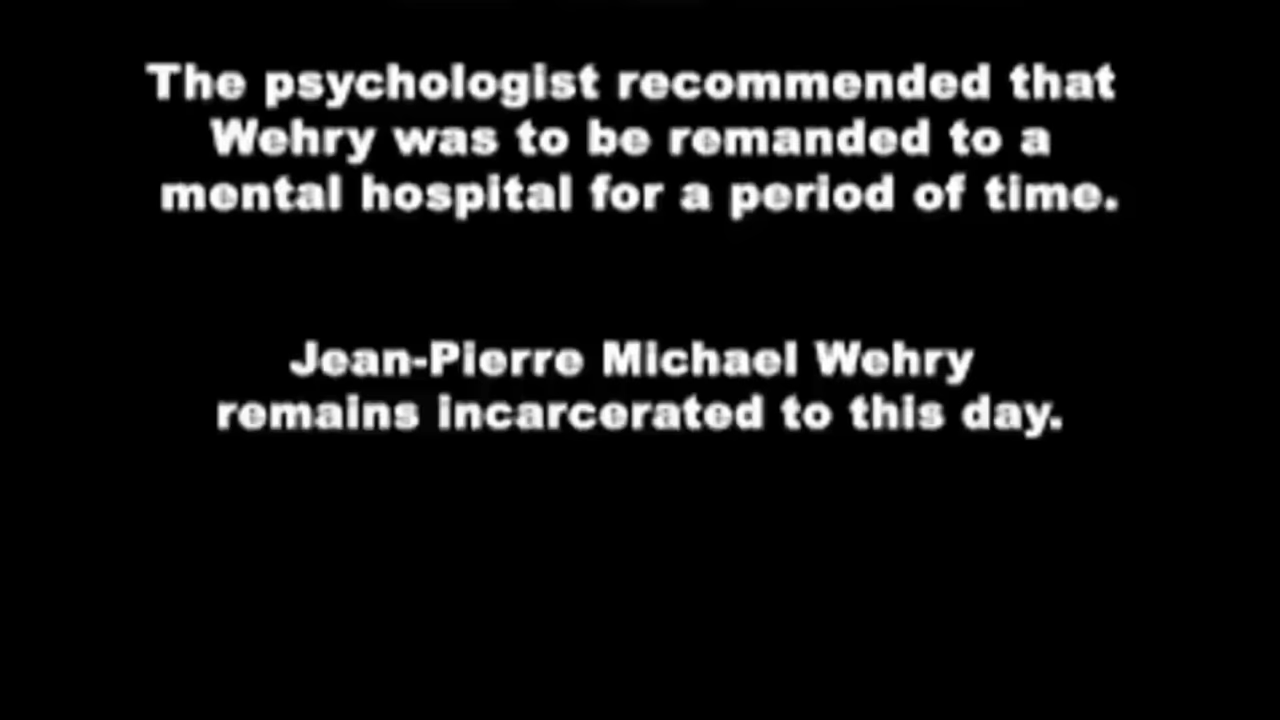 The psychologist recommended that
Wehry was to be remanded to a
mental hospital for a period of time.
Jean-Pierre Michael Wehry
remains incarcerated to this day.